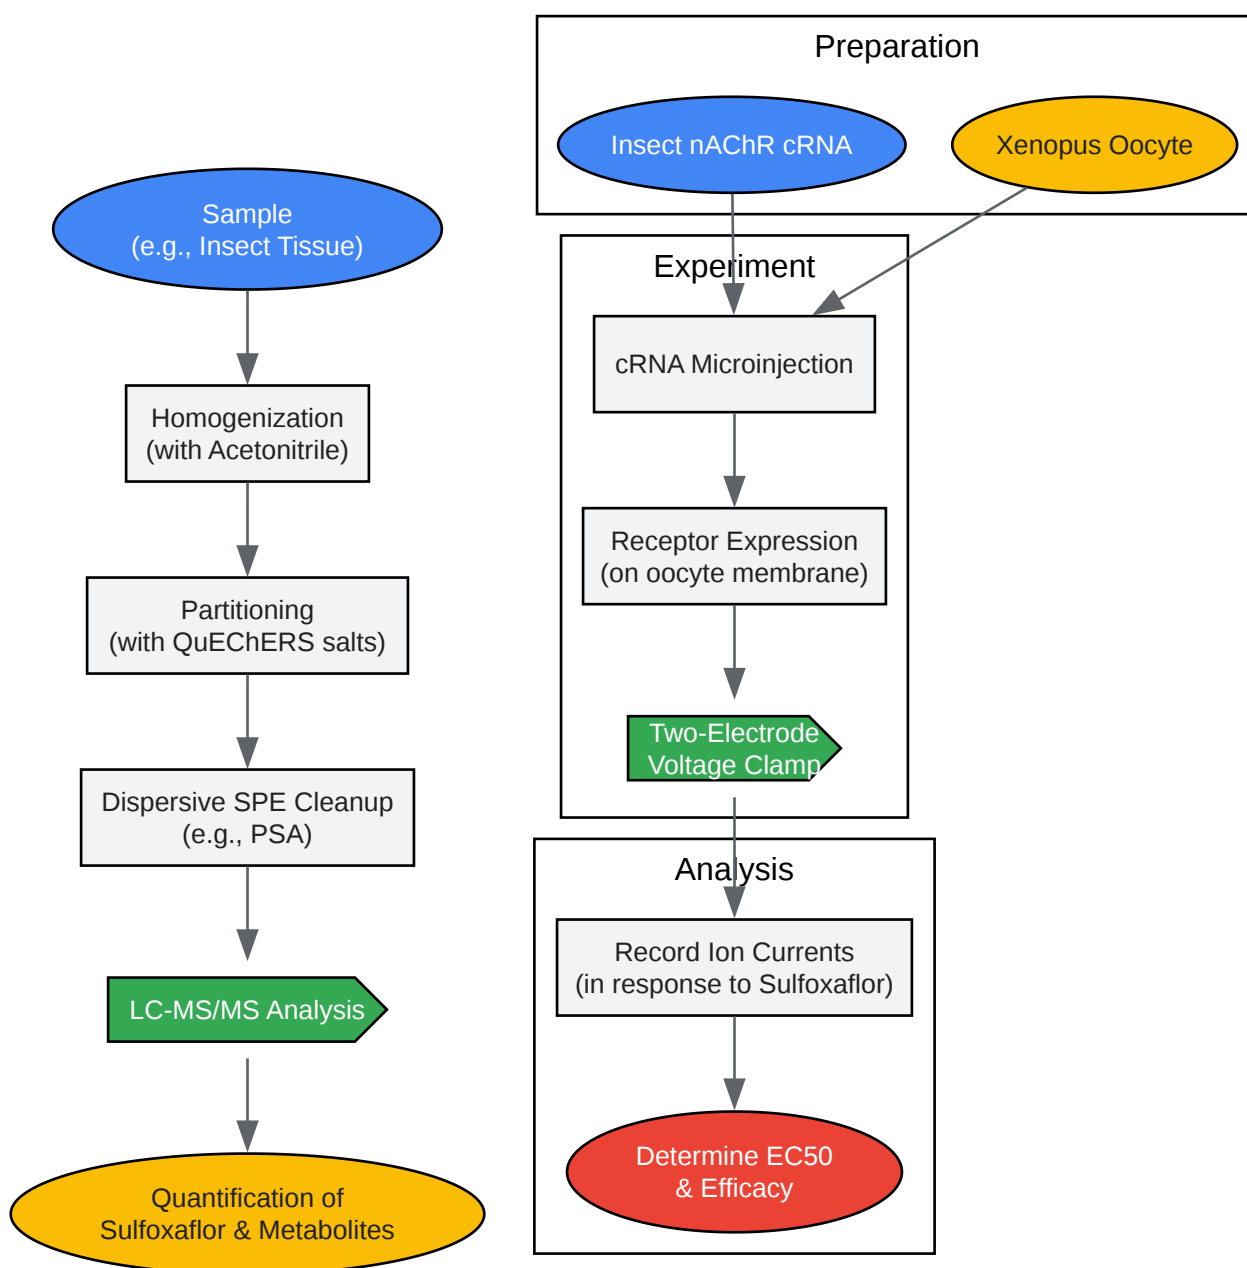 Sample
(e.g., Insect Tissue)
Homogenization
(with Acetonitrile)
Partitioning
(with QuEChERS salts)
Dispersive SPE Cleanup
(e.g., PSA)
LC-MS/MS Analysis
Quantification of
Sulfoxaflor & Metabolites
Preparation
Insect nAChR cRNA
Xenopus Oocyte
Experiment
cRNA Microinjection
Receptor Expression
(on oocyte membrane)
Two-Electrode
Voltage Clamp
Analysis
Record Ion Currents
(in response to Sulfoxaflor)
Determine EC50
& Efficacy